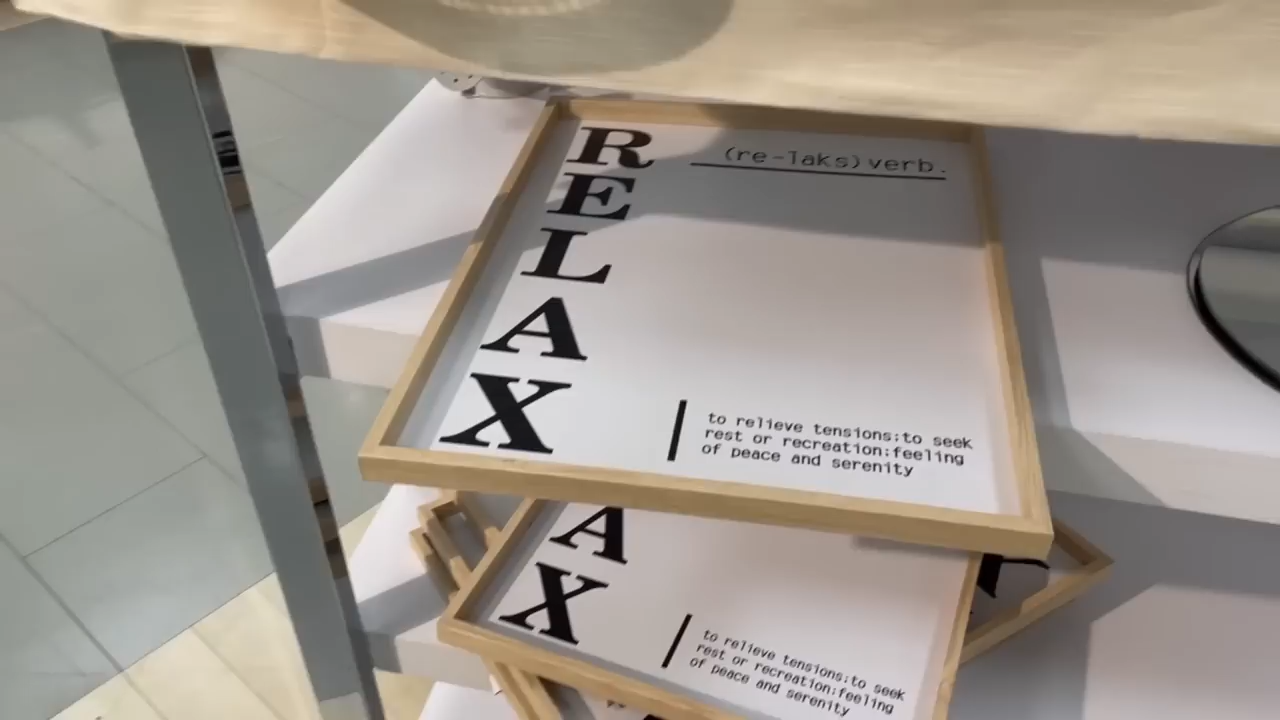 RELAX
(re-laks)verb.
to relieve tensions:to seek
rest or recreation:feeling
of peace and serenity
AX
to relieve tensions:to seek
rest or recreation:feeling
of peace and serenity